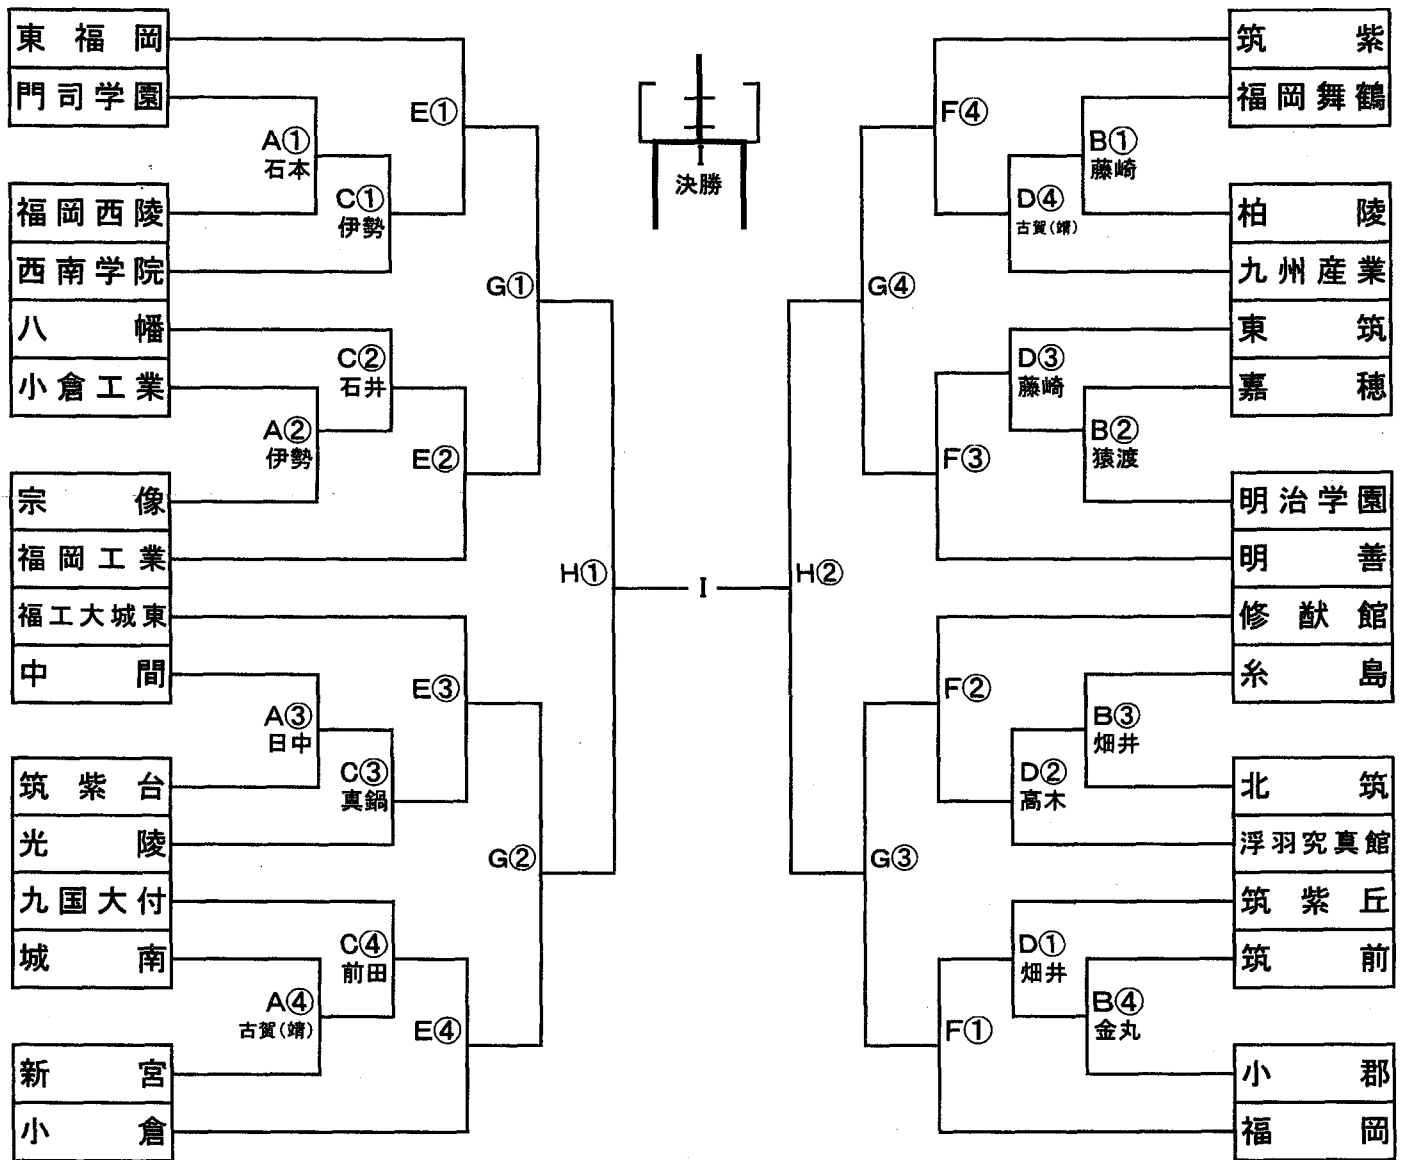 東福岡
門司学園
福岡西陵
西南学院
八幡
小倉工業
宗像
福岡工業
福工大城東
中間
筑紫台
光陵
九国大付
城南
新宮
小倉
A①
石本
A②
伊勢
A③
日中
A④
古賀(靖)
C①
伊勢
C②
石井
C③
真鍋
C④
前田
E①
E②
E③
E④
G①
G②
H①
I
決勝
I
H②
G④
G③
F④
F③
F②
F①
D④
古賀(靖)
D③
藤崎
D②
高木
D①
畑井
B①
藤崎
B②
猿渡
B③
畑井
B④
金丸
筑紫
福岡舞鶴
柏陵
九州産業
東筑
嘉穂
明治学園
明善
修猷館
糸島
北筑
浮羽究真館
筑紫丘
筑前
小郡
福岡